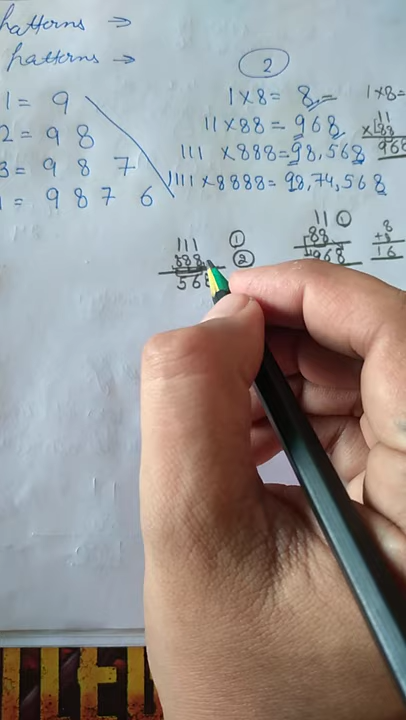 Patterns →
patterns →
2
1 = 9
2 = 9 8
3 = 9 8 7
= 9 8 7 6
1 x 8 = 8
11 x 88 = 968
111 x 888 = 98,568
1111 x 8888 = 98,74,568
1 x 8 =
11
x 88
968
111 ①
888 ②
568
11 ①
88
968
8
+8
16